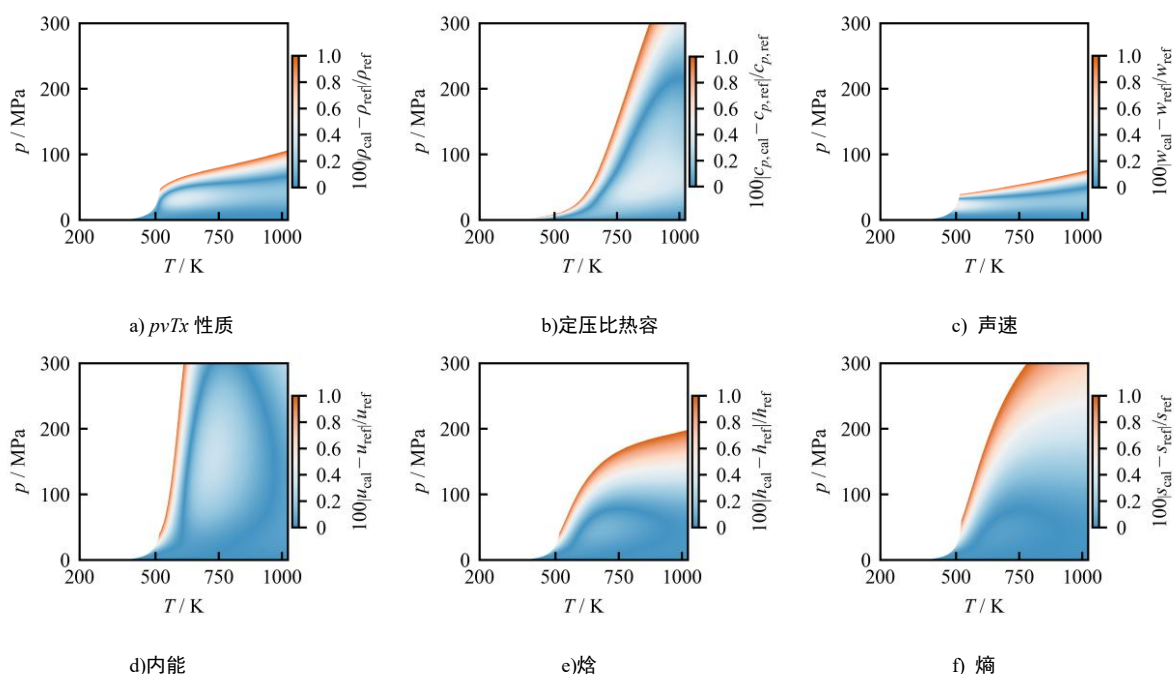 300
200
100
0
200 500 750 1000
p / MPa
T / K
1.0
0.8
0.6
0.4
0.2
0
100|ρcal−ρref|/ρref
a) pvTx 性质
300
200
100
0
200 500 750 1000
p / MPa
T / K
1.0
0.8
0.6
0.4
0.2
0
100|cp,cal−cp,ref|/cp,ref
b)定压比热容
300
200
100
0
200 500 750 1000
p / MPa
T / K
1.0
0.8
0.6
0.4
0.2
0
100|wcal−wref|/wref
c) 声速
300
200
100
0
200 500 750 1000
p / MPa
T / K
1.0
0.8
0.6
0.4
0.2
0
100|ucal−uref|/uref
d)内能
300
200
100
0
200 500 750 1000
p / MPa
T / K
1.0
0.8
0.6
0.4
0.2
0
100|hcal−href|/href
e)焓
300
200
100
0
200 500 750 1000
p / MPa
T / K
1.0
0.8
0.6
0.4
0.2
0
100|scal−sref|/sref
f) 熵